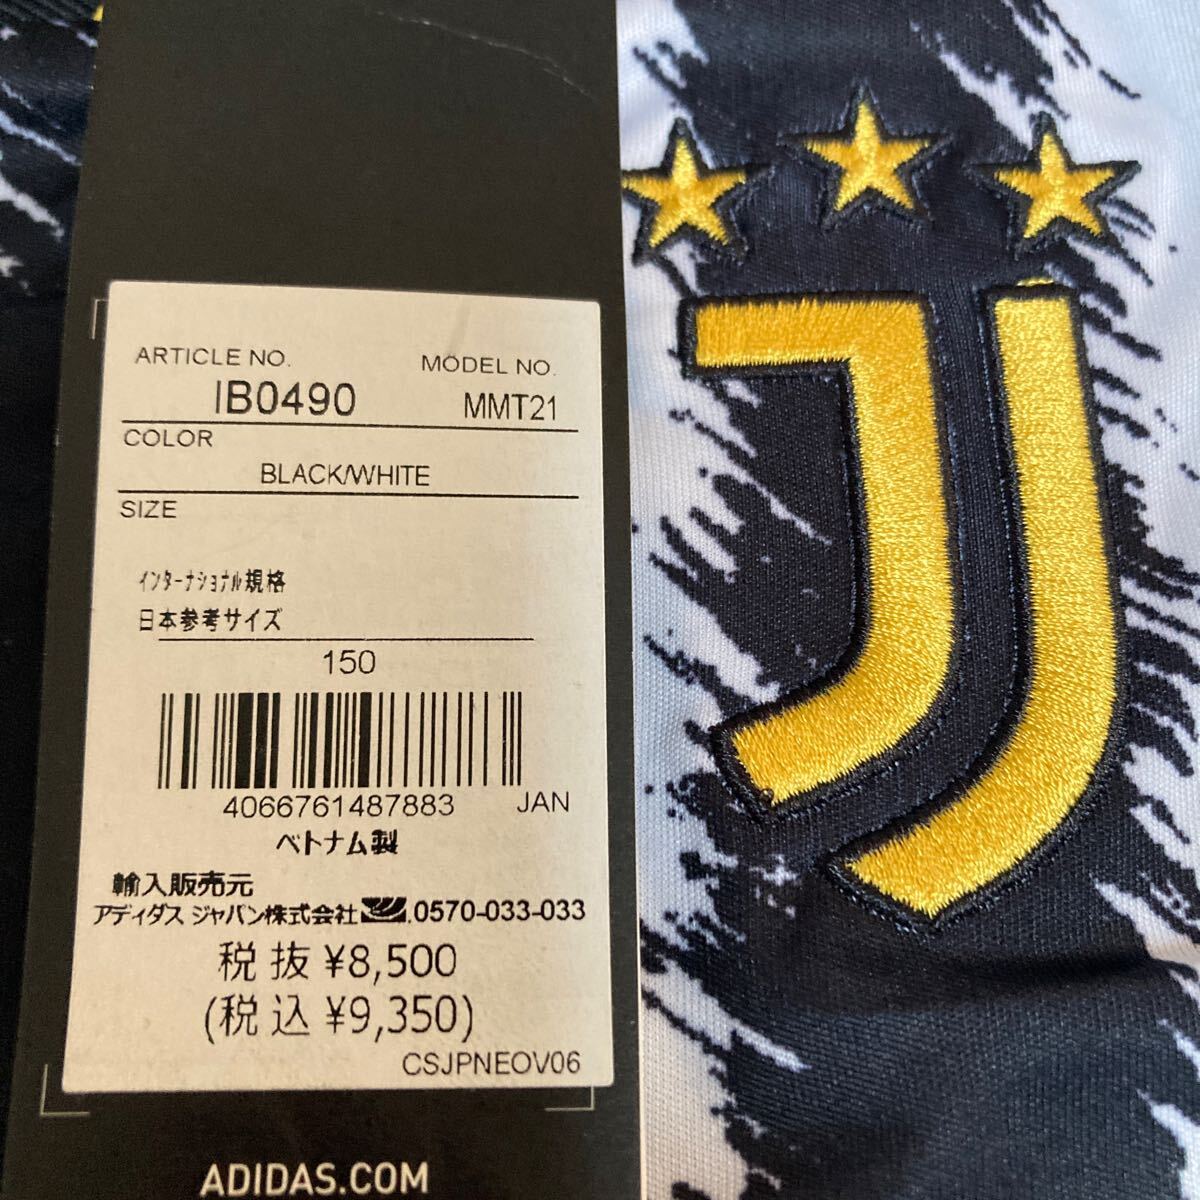 ARTICLE NO. MODEL NO.
IB0490 MMT21
COLOR
BLACK/WHITE
SIZE
インターナショナル規格
日本参考サイズ
150
4066761487883 JAN
ベトナム製
輸入販売元
アディダス ジャパン株式会社 .0570-033-033
税抜 ¥8,500
(税込 ¥9,350)
CSJPNEOV06
ADIDAS.COM